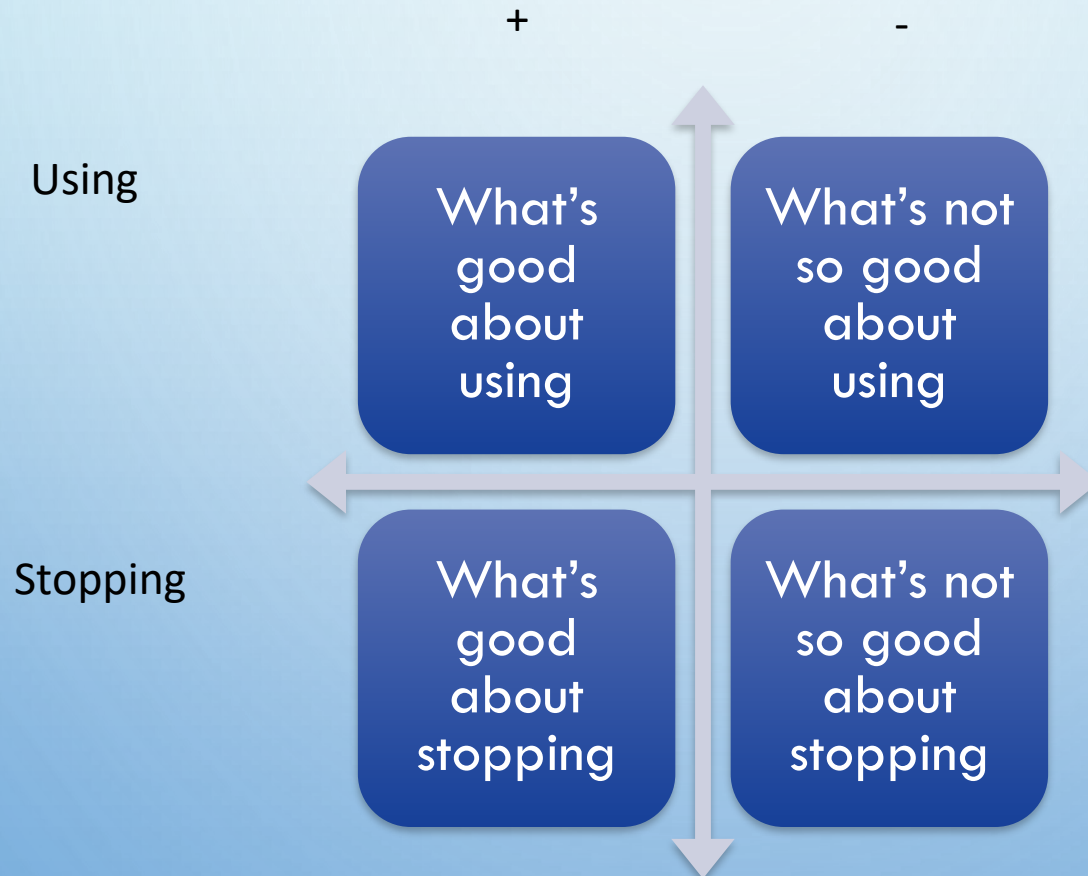 + -
Using
What's
good
about
using
What's not
so good
about
using
Stopping
What's
good
about
stopping
What's not
so good
about
stopping